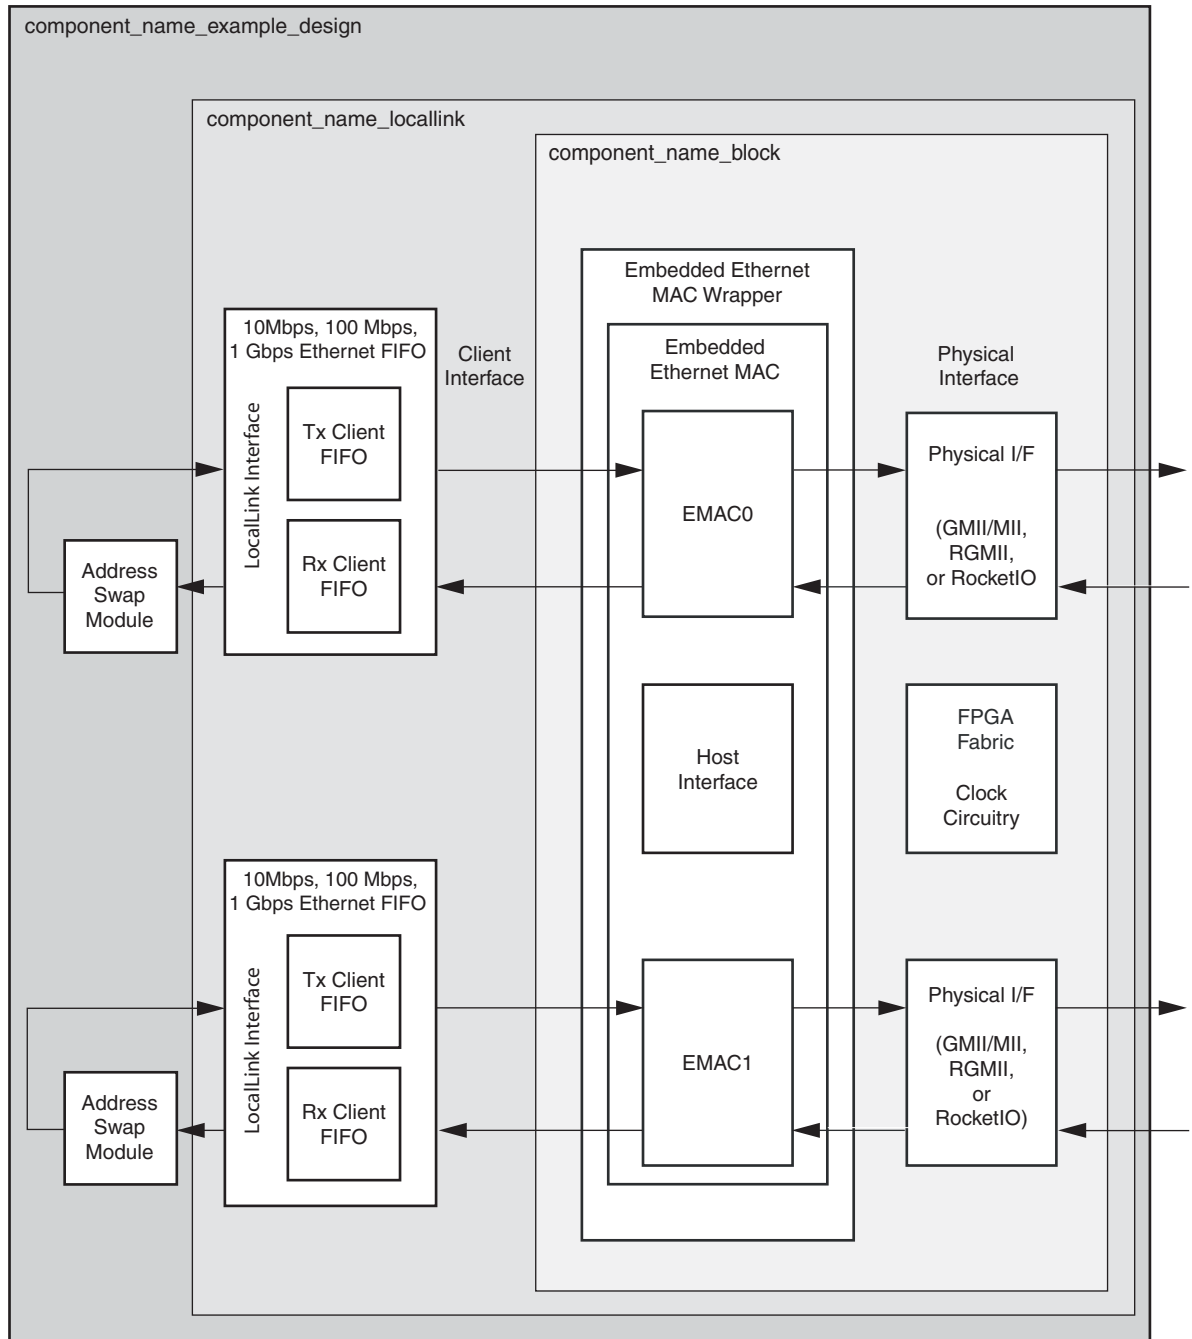 component_name_example_design
component_name_locallink
component_name_block
Embedded Ethernet
MAC Wrapper
10Mbps, 100 Mbps,
1 Gbps Ethernet FIFO
Client
Interface
Embedded
Ethernet MAC
Physical
Interface
LocalLink Interface
Tx Client
FIFO
Rx Client
FIFO
EMAC0
Physical I/F
(GMII/MII,
RGMII,
or RocketIO
Address
Swap
Module
Host
Interface
FPGA
Fabric
Clock
Circuitry
10Mbps, 100 Mbps,
1 Gbps Ethernet FIFO
LocalLink Interface
Tx Client
FIFO
Rx Client
FIFO
EMAC1
Physical I/F
(GMII/MII,
RGMII,
or
RocketIO)
Address
Swap
Module